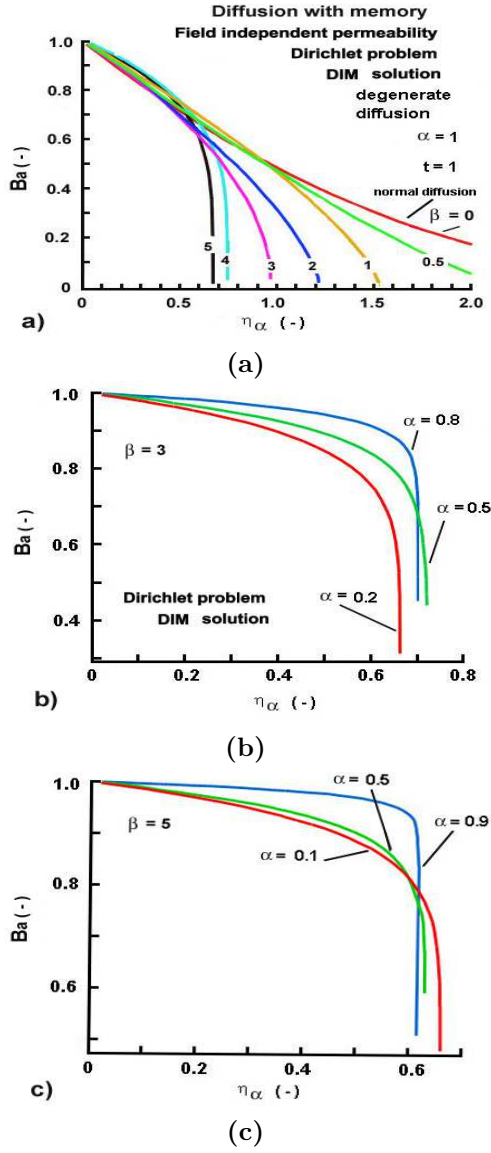 Diffusion with memory
Field independent permeability
Dirichlet problem
DIM solution
degenerate
diffusion
α = 1
t = 1
normal diffusion
β = 0
0.5
1
2
3
4
5
1.0
0.8
0.6
0.4
0.2
0
Ba (-)
0 0.5 1.0 1.5 2.0
a) ηα (-)
(a)
1.0
0.8
0.6
0.4
Ba (-)
β = 3
α = 0.8
α = 0.5
α = 0.2
Dirichlet problem
DIM solution
0 0.2 0.4 0.6 0.8
b) ηα (-)
(b)
1.0
0.8
0.6
Ba (-)
β = 5
α = 0.5
α = 0.9
α = 0.1
0 0.2 0.4 0.6
c) ηα (-)
(c)